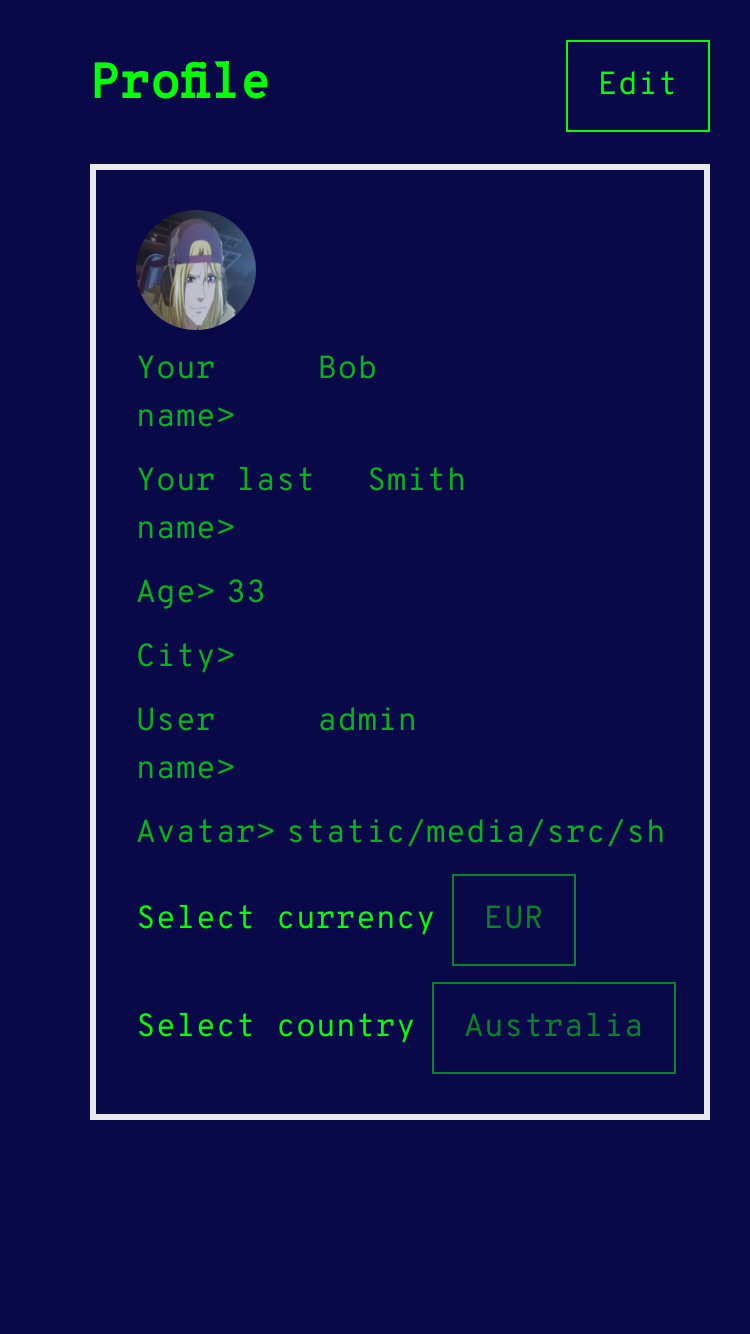 Profile
Edit
Your Bob
name>
Your last Smith
name>
Age> 33
City>
User admin
name>
Avatar> static/media/src/sh
Select currency EUR
Select country Australia